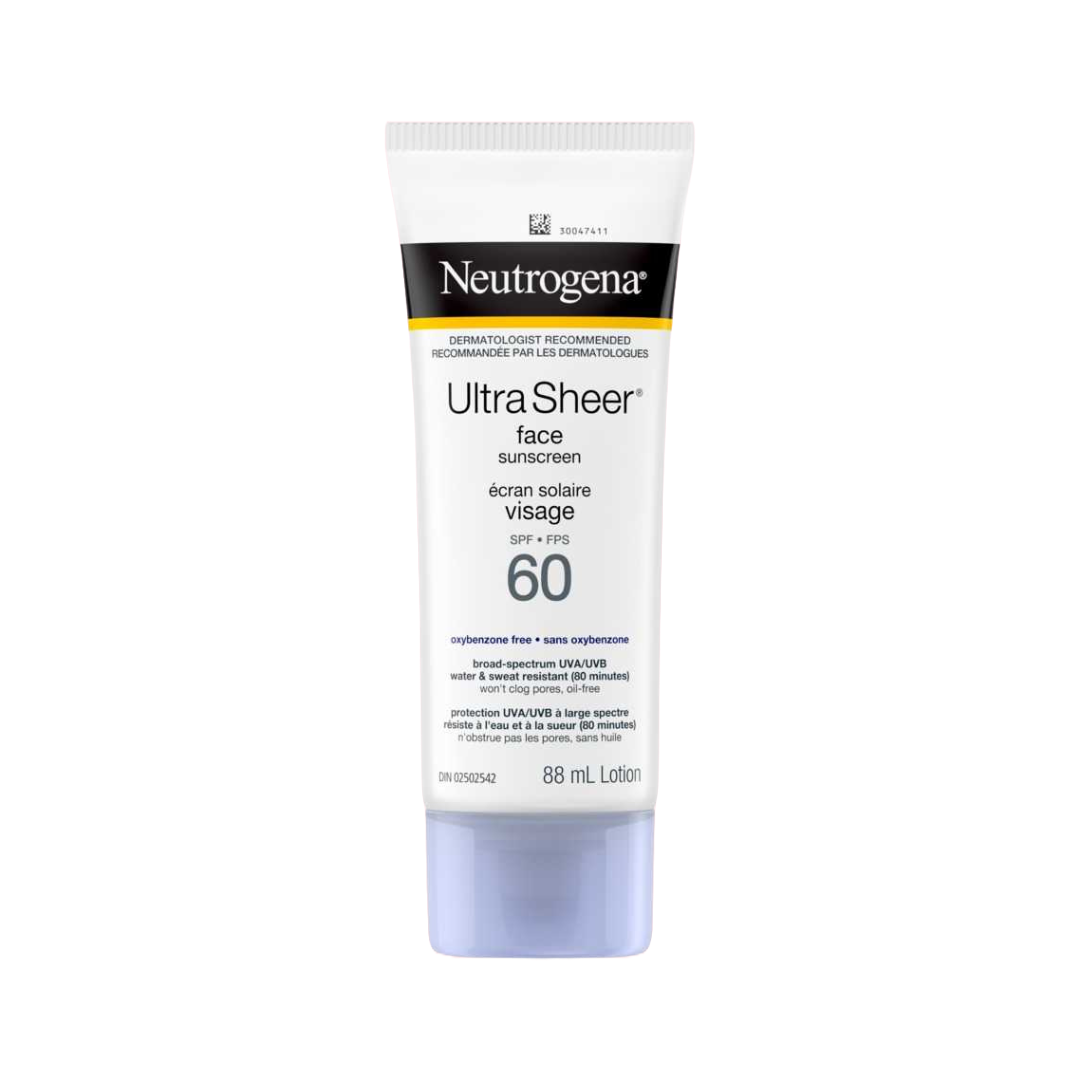 30047411
Neutrogena®
DERMATOLOGIST RECOMMENDED
RECOMMANDÉE PAR LES DERMATOLOGUES
Ultra Sheer®
face
sunscreen
écran solaire
visage
SPF • FPS
60
oxybenzone free • sans oxybenzone
broad-spectrum UVA/UVB
water & sweat resistant (80 minutes)
won't clog pores, oil-free
protection UVA/UVB à large spectre
résiste à l'eau et à la sueur (80 minutes)
n'obstrue pas les pores, sans huile
DIN 02502542 88 mL Lotion